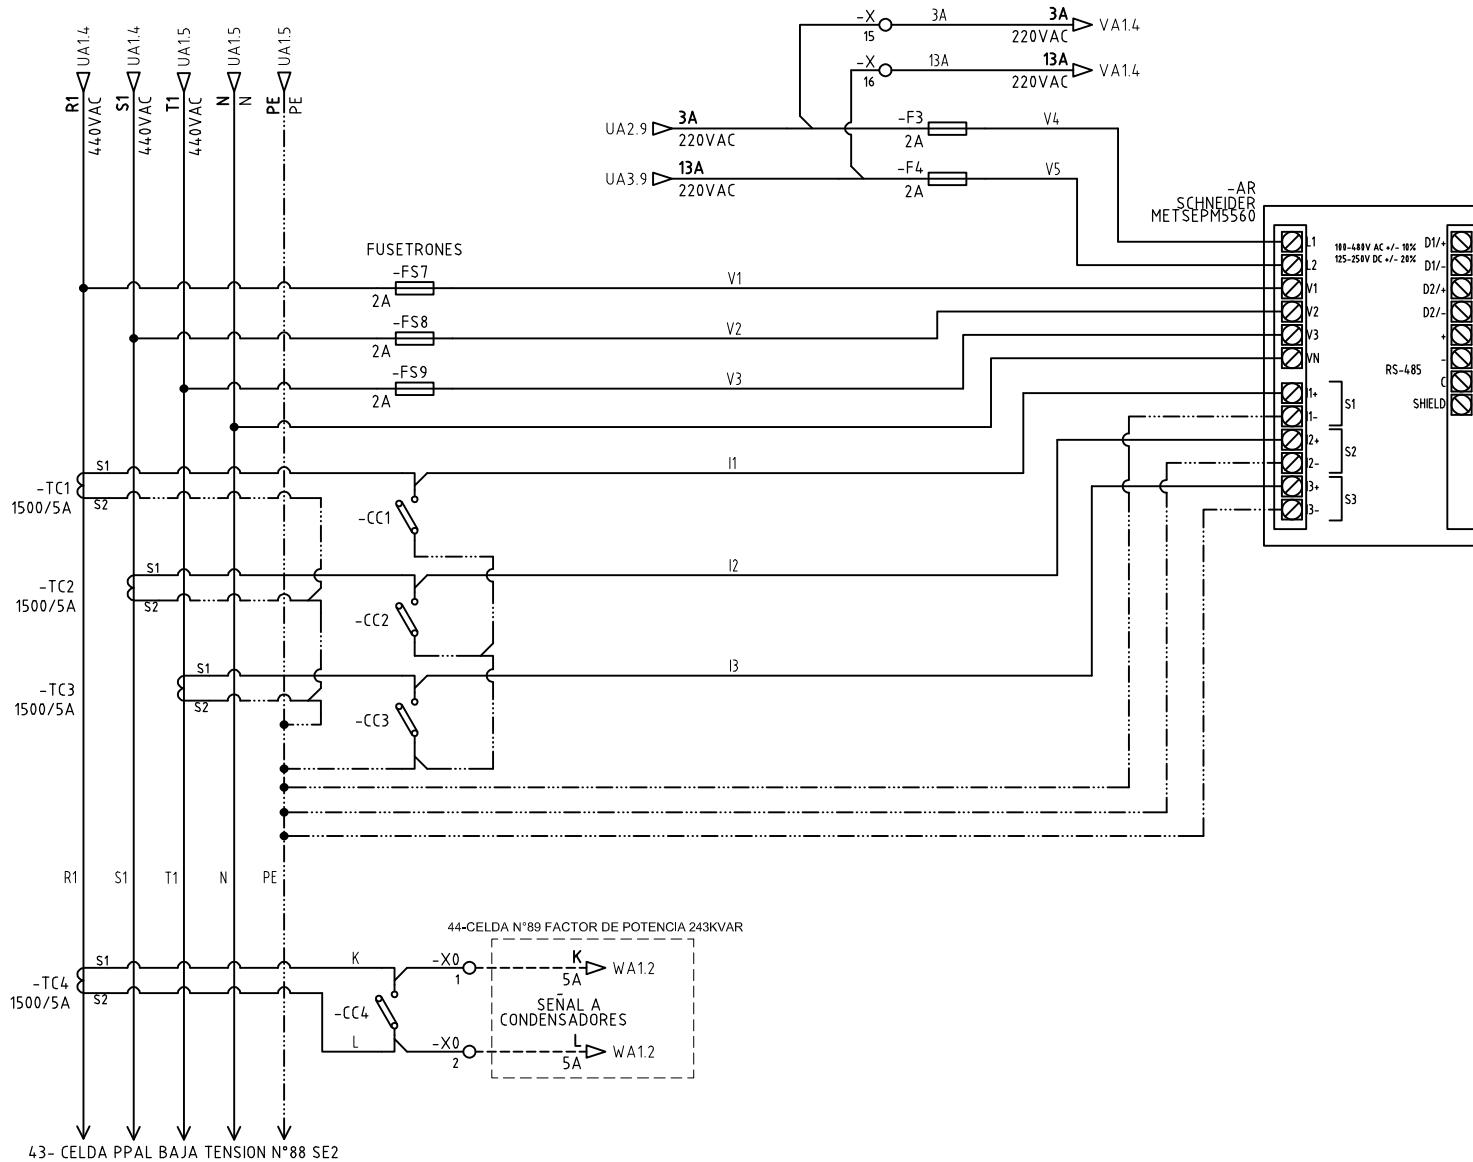 UA1.4
UA1.4
UA1.5
UA1.5
UA1.5
R1
440VAC
S1
440VAC
T1
440VAC
N
N
PE
PE
-X
15
3A
3A
220VAC
VA1.4
-X
16
13A
13A
220VAC
VA1.4
UA2.9
3A
220VAC
-F3
2A
V4
UA3.9
13A
220VAC
-F4
2A
V5
-AR
SCHNEIDER
METSEPM5560
L1
L2
V1
V2
V3
VN
I1+
I1-
I2+
I2-
I3+
I3-
S1
S2
S3
100-480V AC +/- 10%
125-250V DC +/- 20%
D1/+
D1/-
D2/+
D2/-
+
-
C
SHIELD
RS-485
FUSETRONES
-FS7
2A
V1
-FS8
2A
V2
-FS9
2A
V3
-TC1
1500/5A
S1
S2
-CC1
I1
-TC2
1500/5A
S1
S2
-CC2
I2
-TC3
1500/5A
S1
S2
-CC3
I3
R1
S1
T1
N
PE
44-CELDA N°89 FACTOR DE POTENCIA 243KVAR
-TC4
1500/5A
S1
S2
K
L
-CC4
-X0
1
K
5A
WA1.2
SEÑAL A
CONDENSADORES
-X0
2
L
5A
WA1.2
43- CELDA PPAL BAJA TENSION N°88 SE2